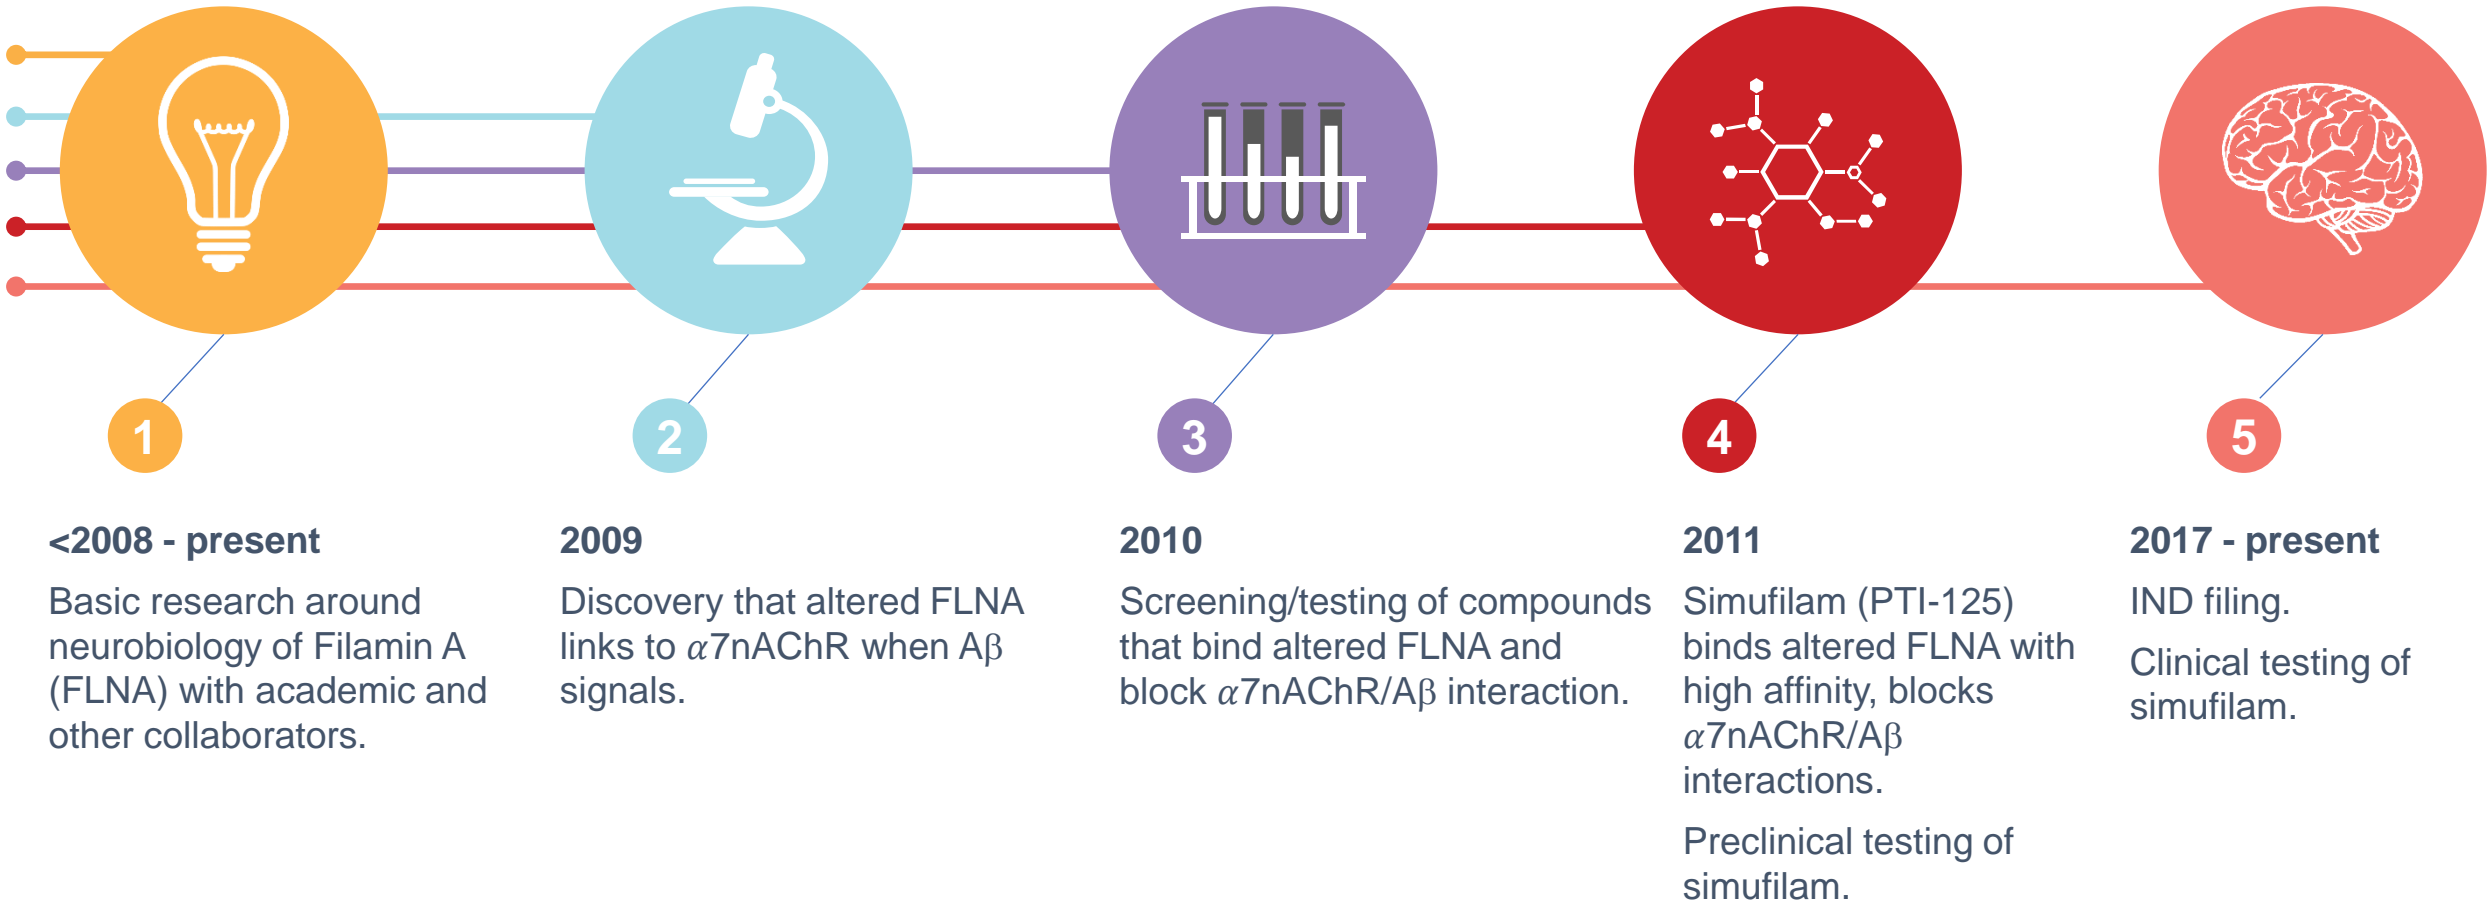 1
2
3
4
5
<2008 - present
Basic research around
neurobiology of Filamin A
(FLNA) with academic and
other collaborators.
2009
Discovery that altered FLNA
links to α7nAChR when Aβ
signals.
2010
Screening/testing of compounds
that bind altered FLNA and
block α7nAChR/Aβ interaction.
2011
Simufilam (PTI-125)
binds altered FLNA with
high affinity, blocks
α7nAChR/Aβ
interactions.
Preclinical testing of
simufilam.
2017 - present
IND filing.
Clinical testing of
simufilam.